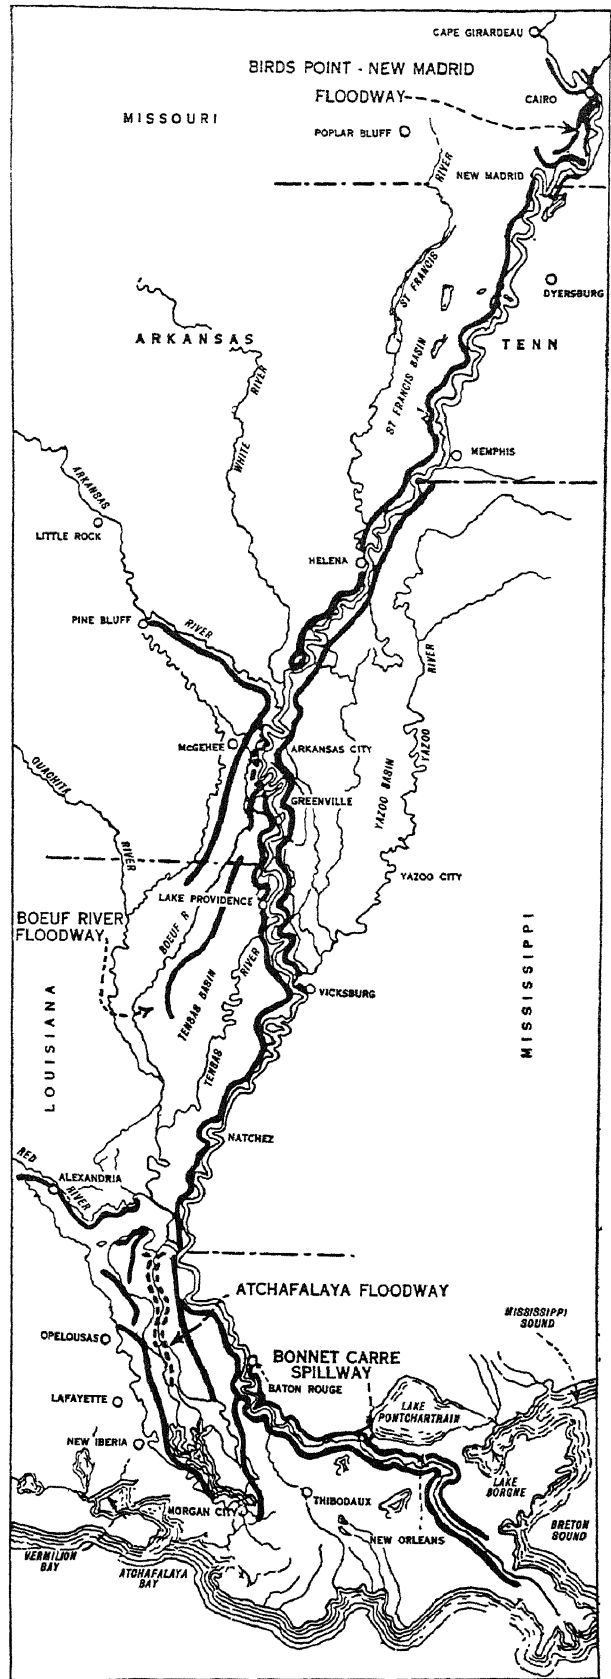 CAPE GIRARDEAU
BIRDS POINT - NEW MADRID
FLOODWAY
CAIRO
MISSOURI
POPLAR BLUFF
RIVER
NEW MADRID
ST FRANCIS
DYERSBURG
ARKANSAS
TENN
ST FRANCIS BASIN
RIVER
WHITE
MEMPHIS
ARKANSAS
LITTLE ROCK
HELENA
PINE BLUFF
RIVER
RIVER
McGEHEE
ARKANSAS CITY
YAZOO
OUACHITA
YAZOO BASIN
GREENVILLE
RIVER
YAZOO CITY
LAKE PROVIDENCE
BOEUF RIVER
FLOODWAY
BOEUF R
MISSISSIPPI
RIVER
VICKSBURG
LOUISIANA
TENSAS BASIN
TENSAS
NATCHEZ
RED
ALEXANDRIA
RIVER
ATCHAFALAYA FLOODWAY
MISSISSIPPI
SOUND
OPELOUSAS
BONNET CARRE
SPILLWAY
BATON ROUGE
LAFAYETTE
LAKE
PONTCHARTRAIN
NEW IBERIA
LAKE
BORGNE
MORGAN CITY
THIBODAUX
BRETON
SOUND
NEW ORLEANS
VERMILION
BAY
ATCHAFALAYA
BAY